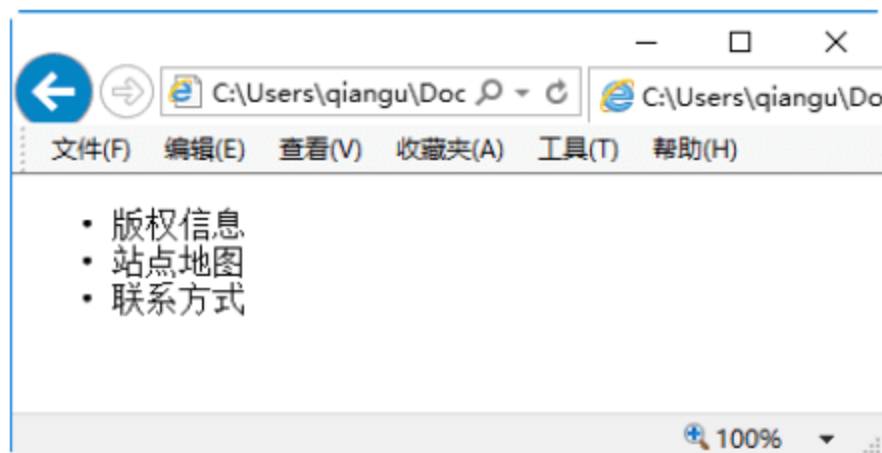 C:\Users\qiangu\Doc
C:\Users\qiangu\Do
文件(F) 编辑(E) 查看(V) 收藏夹(A) 工具(T) 帮助(H)
• 版权信息
• 站点地图
• 联系方式
100%